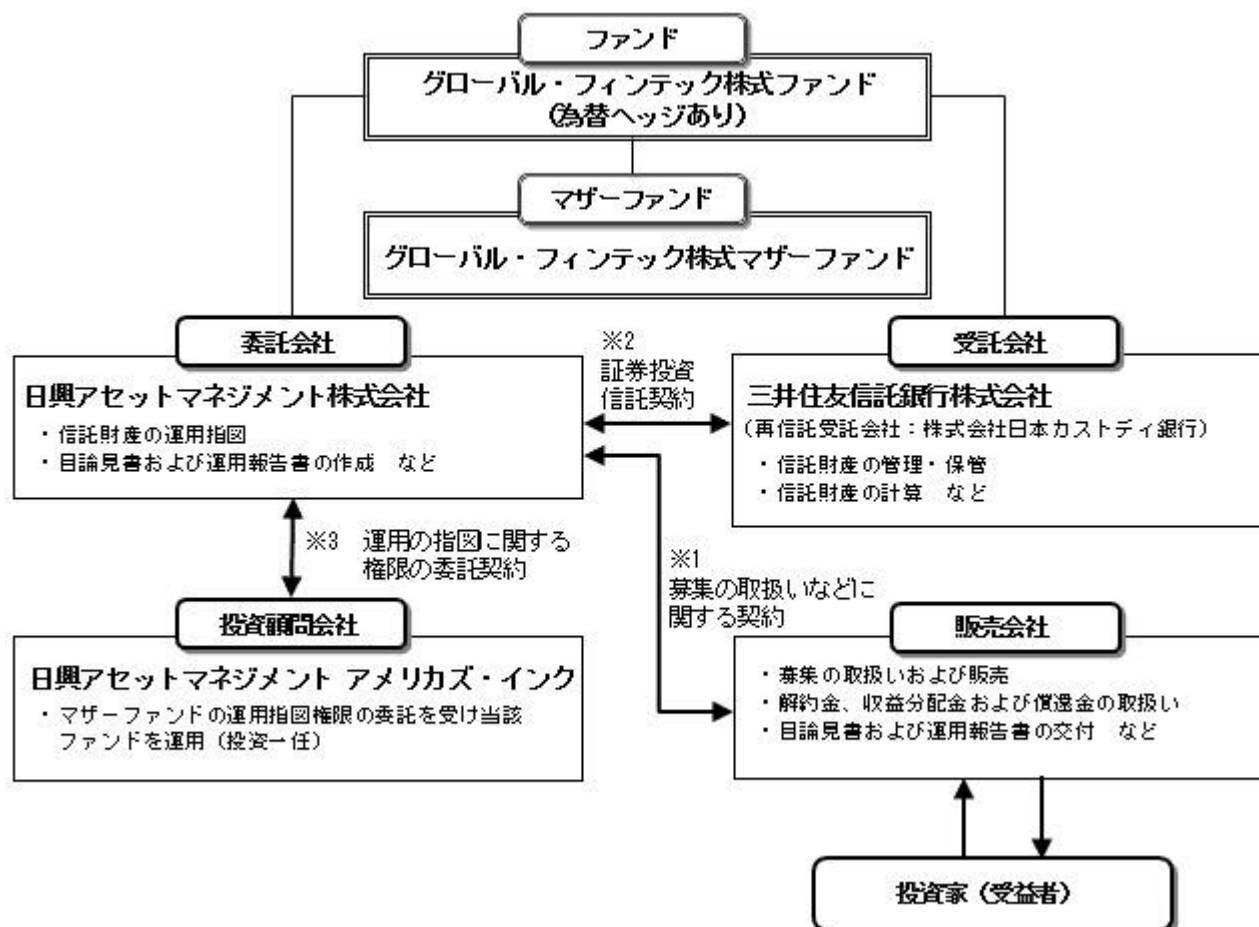 ファンド
グローバル・フィンテック株式ファンド
(為替ヘッジあり)
マザーファンド
グローバル・フィンテック株式マザーファンド
委託会社
日興アセットマネジメント株式会社
・信託財産の運用指図
・目論見書および運用報告書の作成 など
※2
証券投資
信託契約
受託会社
三井住友信託銀行株式会社
(再信託受託会社：株式会社日本カストディ銀行)
・信託財産の管理・保管
・信託財産の計算 など
※3 運用の指図に関する
権限の委託契約
※1
募集の取扱いなどに
関する契約
投資顧問会社
日興アセットマネジメント アメリカズ・インク
・マザーファンドの運用指図権限の委託を受け当該
ファンドを運用（投資一任）
販売会社
・募集の取扱いおよび販売
・解約金、収益分配金および償還金の取扱い
・目論見書および運用報告書の交付 など
投資家（受益者）